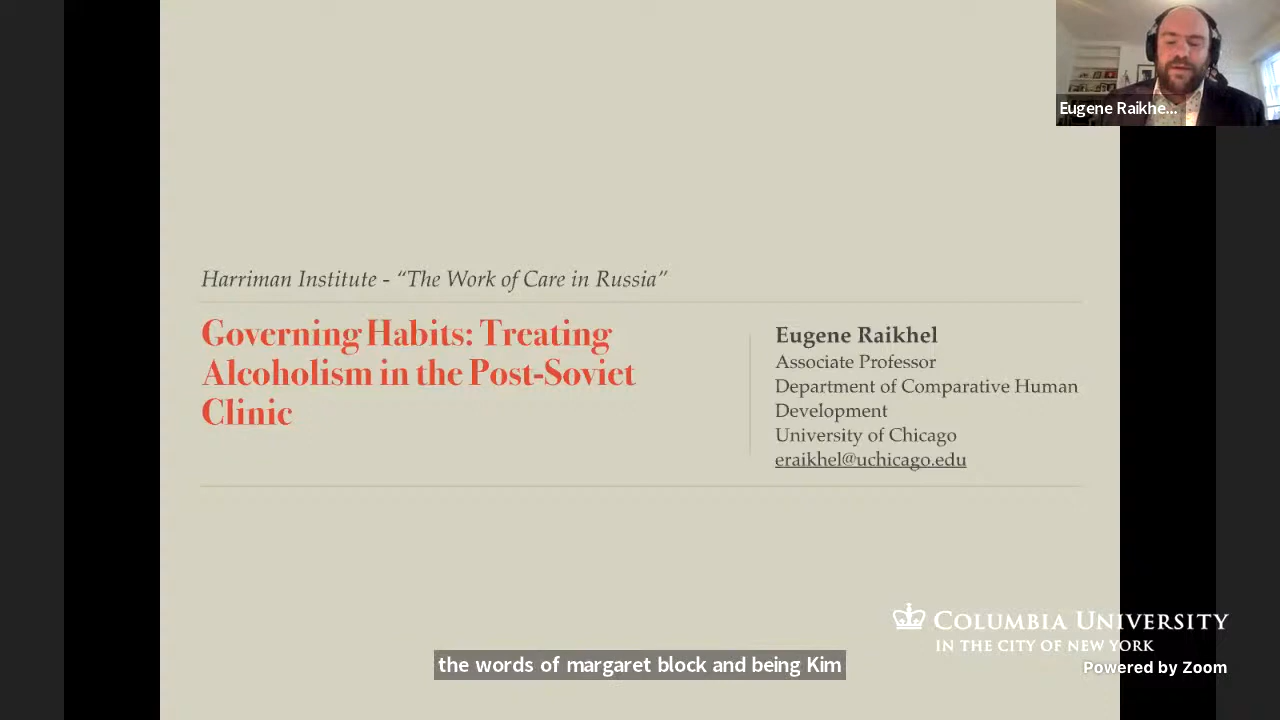 Eugene Raikhe...
Harriman Institute - “The Work of Care in Russia”
Governing Habits: Treating
Alcoholism in the Post-Soviet
Clinic
Eugene Raikhel
Associate Professor
Department of Comparative Human
Development
University of Chicago
eraikhel@uchicago.edu
COLUMBIA UNIVERSITY
IN THE CITY OF NEW YORK
Powered by Zoom
the words of margaret block and being Kim